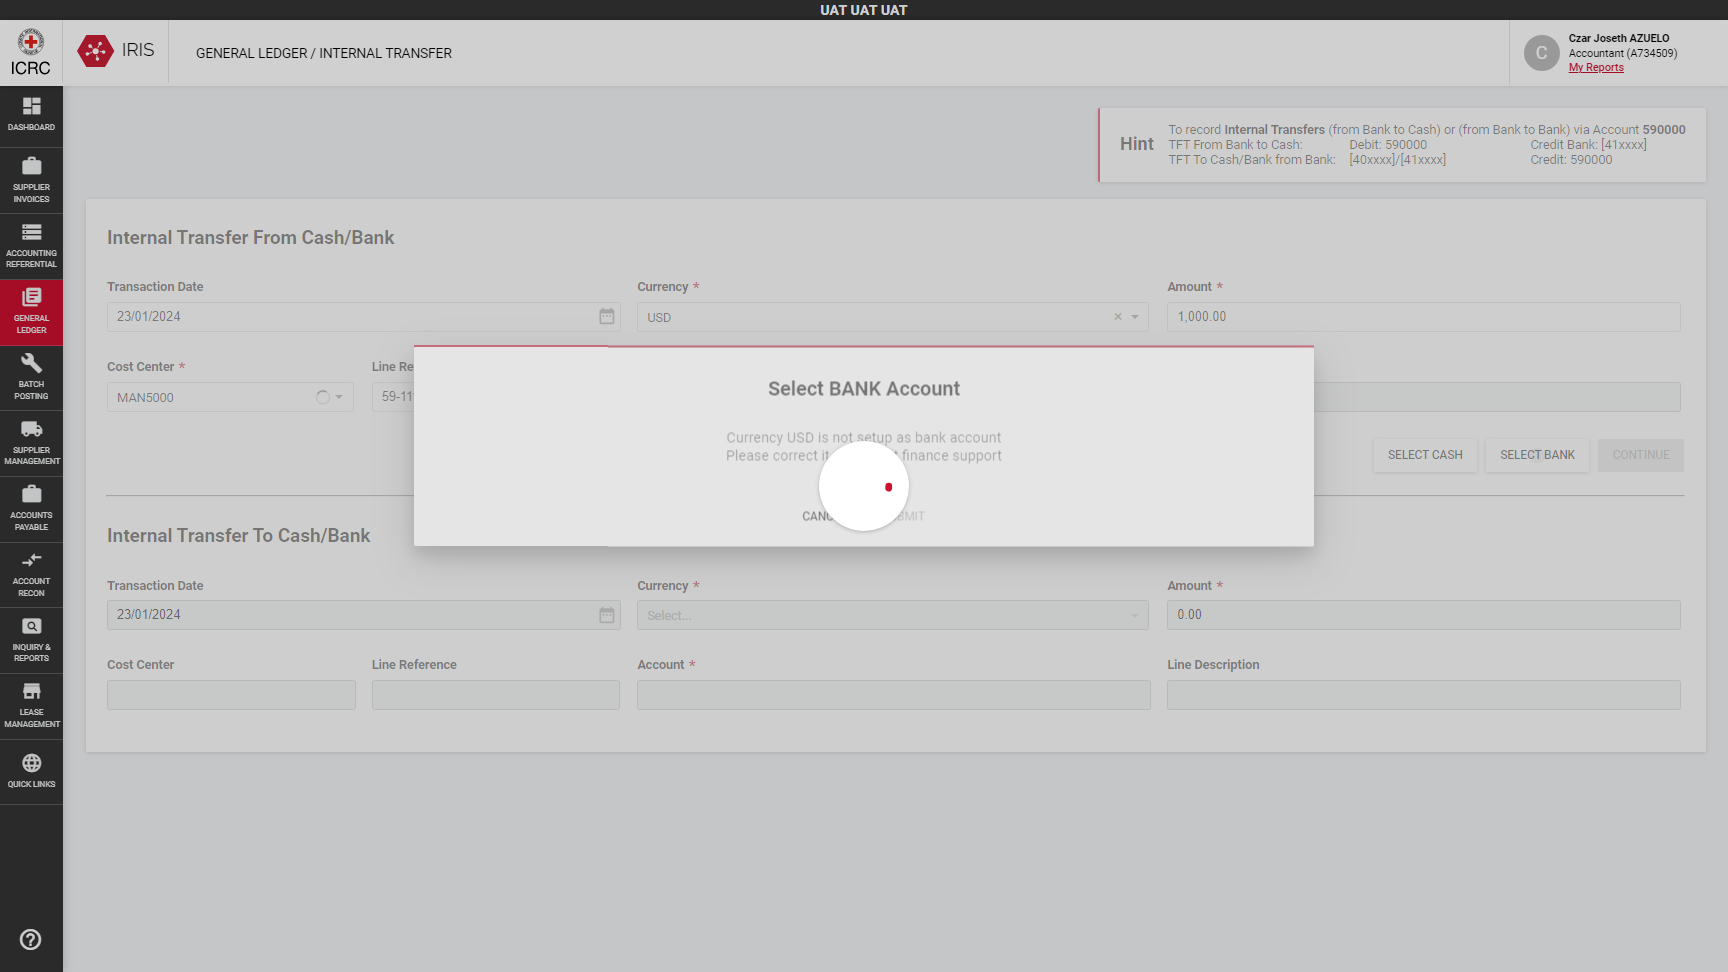 UAT UAT UAT
ICRC
IRIS
GENERAL LEDGER / INTERNAL TRANSFER
C
Czar Joseth AZUELO
Accountant (A734509)
My Reports
DASHBOARD
SUPPLIER
INVOICES
ACCOUNTING
REFERENTIAL
GENERAL
LEDGER
BATCH
POSTING
SUPPLIER
MANAGEMENT
ACCOUNTS
PAYABLE
ACCOUNT
RECON
INQUIRY &
REPORTS
LEASE
MANAGEMENT
QUICK LINKS
Hint
To record Internal Transfers (from Bank to Cash) or (from Bank to Bank) via Account 590000
TFT From Bank to Cash: Debit: 590000 Credit Bank: [41xxxx]
TFT To Cash/Bank from Bank: [40xxxx]/[41xxxx] Credit: 590000
Internal Transfer From Cash/Bank
Transaction Date Currency * Amount *
23/01/2024 USD 1,000.00
Cost Center * Line Re
MAN5000 59-11
Select BANK Account
Currency USD is not setup as bank account
Please correct it finance support
SELECT CASH SELECT BANK CONTINUE
Internal Transfer To Cash/Bank
Transaction Date Currency * Amount *
23/01/2024 Select... 0.00
Cost Center Line Reference Account * Line Description